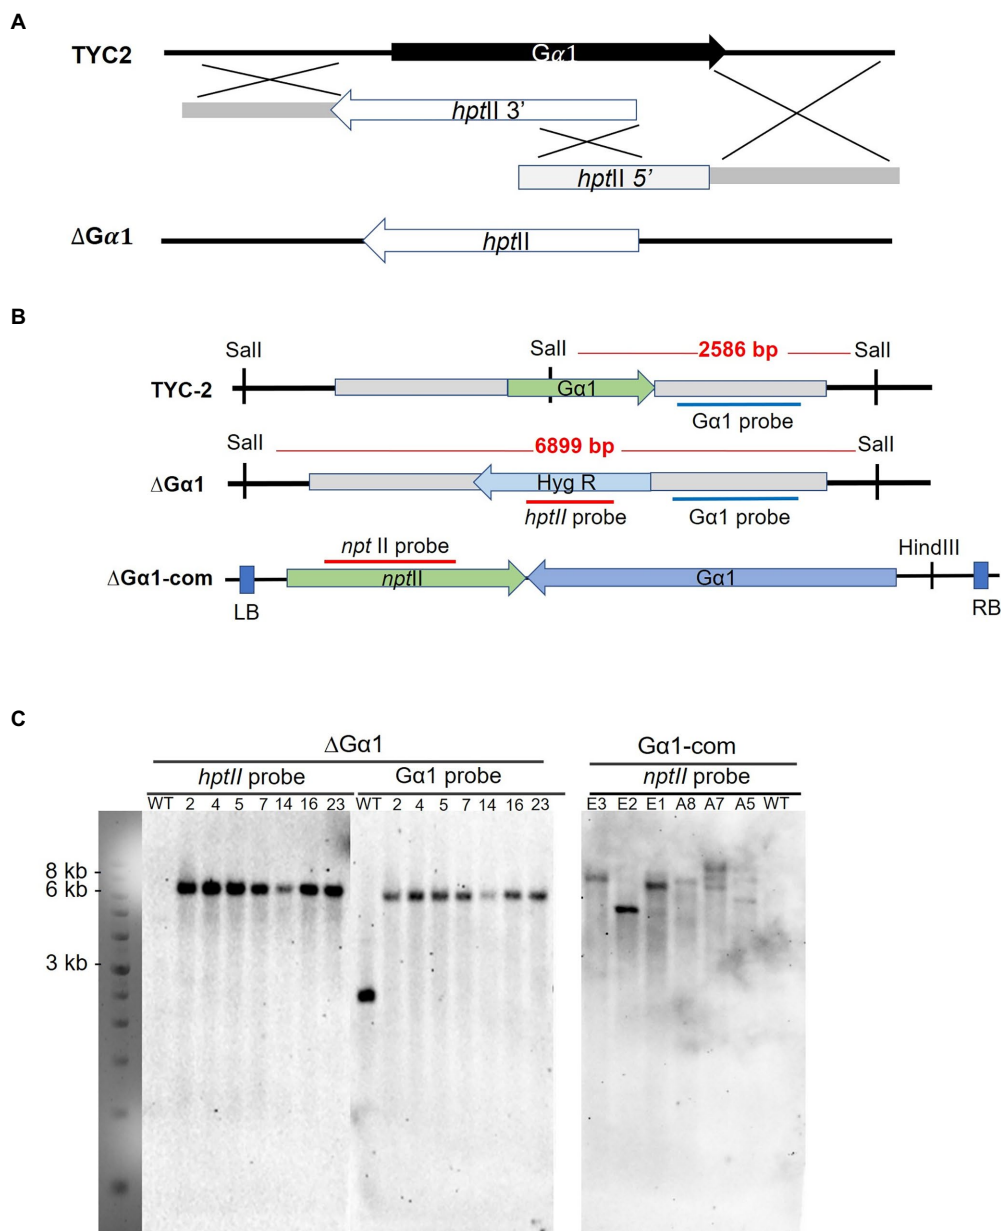 A
TYC2
Gα1
hptII 3’
hptII 5’
ΔGα1
hptII
B
SalI SalI 2586 bp SalI
TYC-2
Gα1
Gα1 probe
SalI 6899 bp SalI
ΔGα1
Hyg R
hptII probe Gα1 probe
npt II probe HindIII
ΔGα1-com
nptII Gα1
LB RB
C
ΔGα1 Gα1-com
hptII probe Gα1 probe nptII probe
WT 2 4 5 7 14 16 23 WT 2 4 5 7 14 16 23 E3 E2 E1 A8 A7 A5 WT
8 kb -
6 kb -
3 kb -